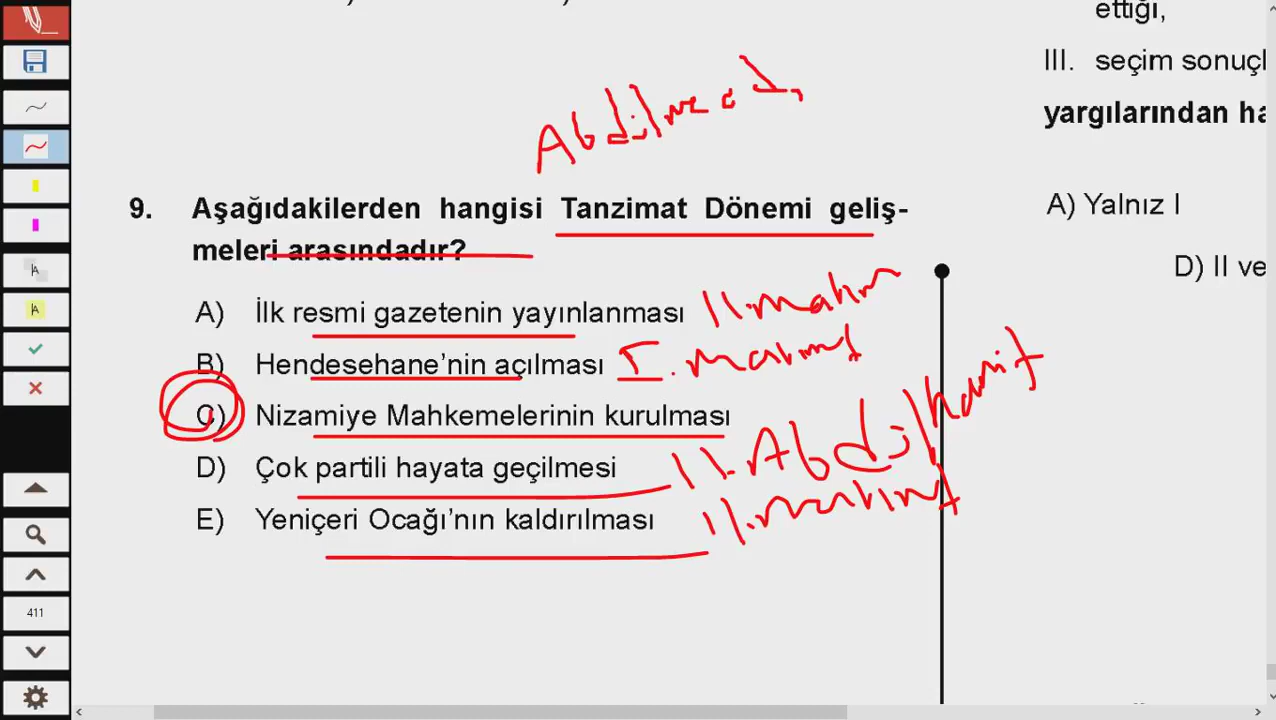 ettiği,
III. seçim sonuçl
yargılarından ha
A) Yalnız I
D) II ve
Abdülmecid,
9. Aşağıdakilerden hangisi Tanzimat Dönemi geliş-
meleri arasındadır?
A) İlk resmi gazetenin yayınlanması II. mahm
B) Hendesehane'nin açılması I. mahmut
C) Nizamiye Mahkemelerinin kurulması
D) Çok partili hayata geçilmesi II. Abdülhamit
E) Yeniçeri Ocağı'nın kaldırılması II. mahmut
411